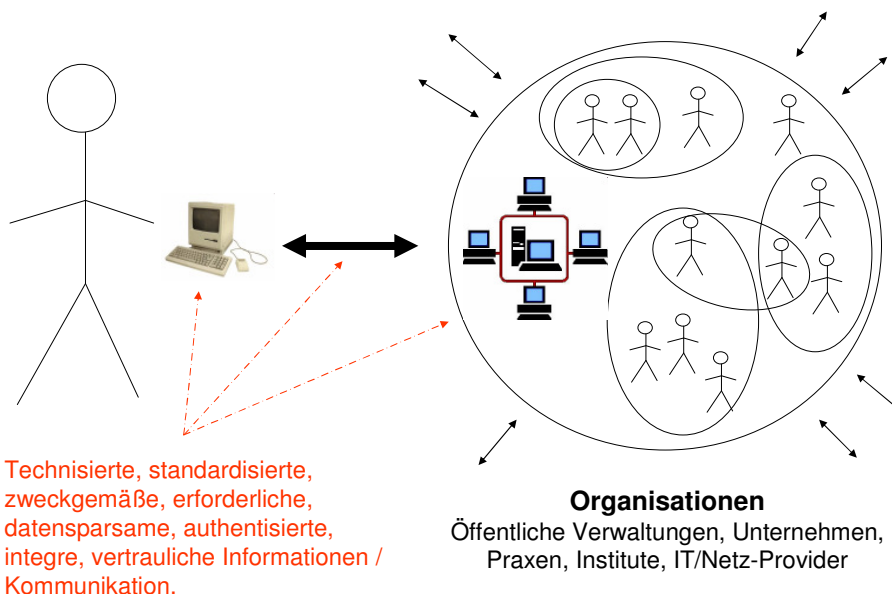 Technisierte, standardisierte,
zweckgemäße, erforderliche,
datensparsame, authentisierte,
integre, vertrauliche Informationen /
Kommunikation.
Organisationen
Öffentliche Verwaltungen, Unternehmen,
Praxen, Institute, IT/Netz-Provider